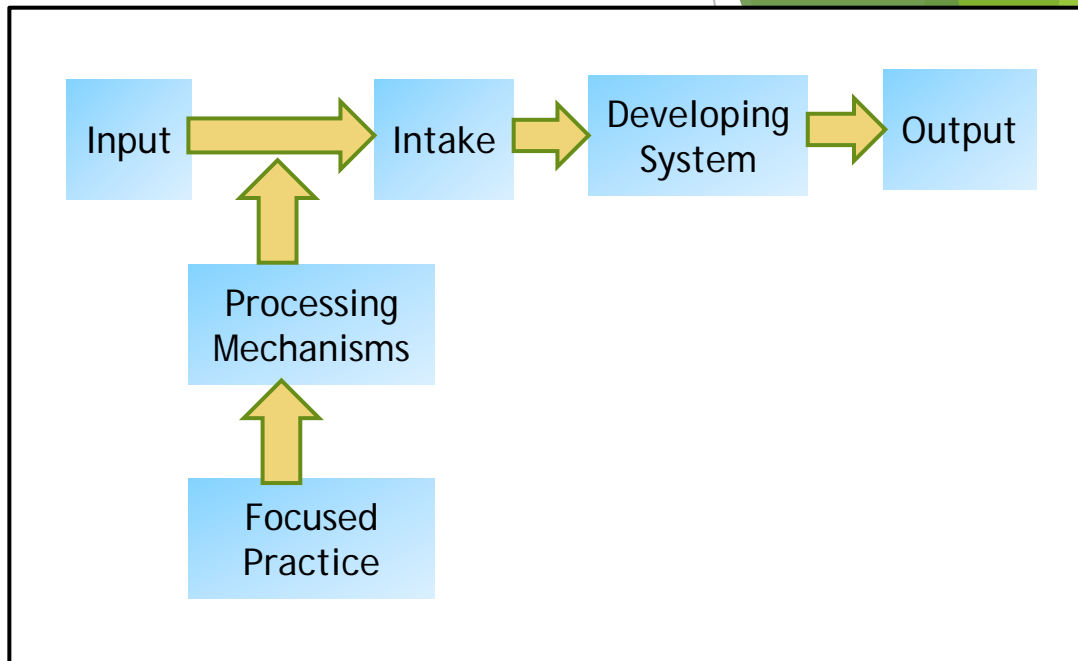 Input
Intake
Developing
System
Output
Processing
Mechanisms
Focused
Practice